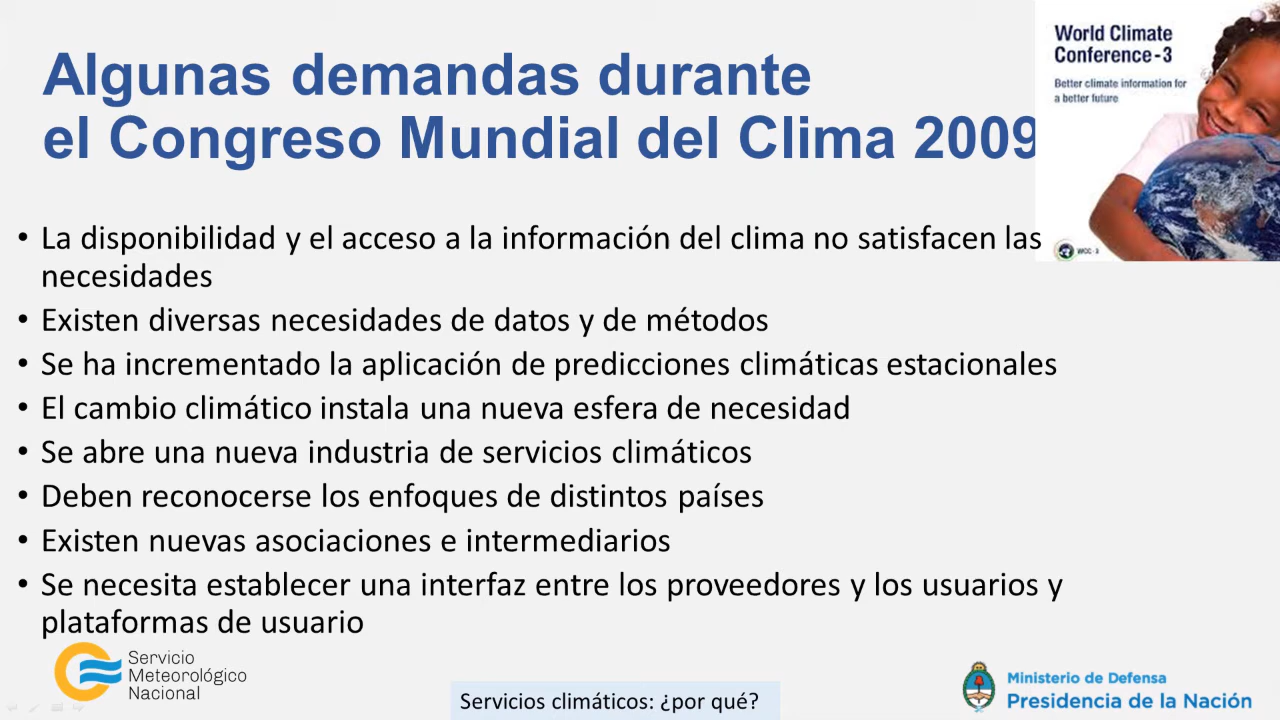 Algunas demandas durante
el Congreso Mundial del Clima 2009
World Climate
Conference-3
Better climate information for
a better future
WCC-3
• La disponibilidad y el acceso a la información del clima no satisfacen las
necesidades
• Existen diversas necesidades de datos y de métodos
• Se ha incrementado la aplicación de predicciones climáticas estacionales
• El cambio climático instala una nueva esfera de necesidad
• Se abre una nueva industria de servicios climáticos
• Deben reconocerse los enfoques de distintos países
• Existen nuevas asociaciones e intermediarios
• Se necesita establecer una interfaz entre los proveedores y los usuarios y
plataformas de usuario
Servicio
Meteorológico
Nacional
Servicios climáticos: ¿por qué?
Ministerio de Defensa
Presidencia de la Nación